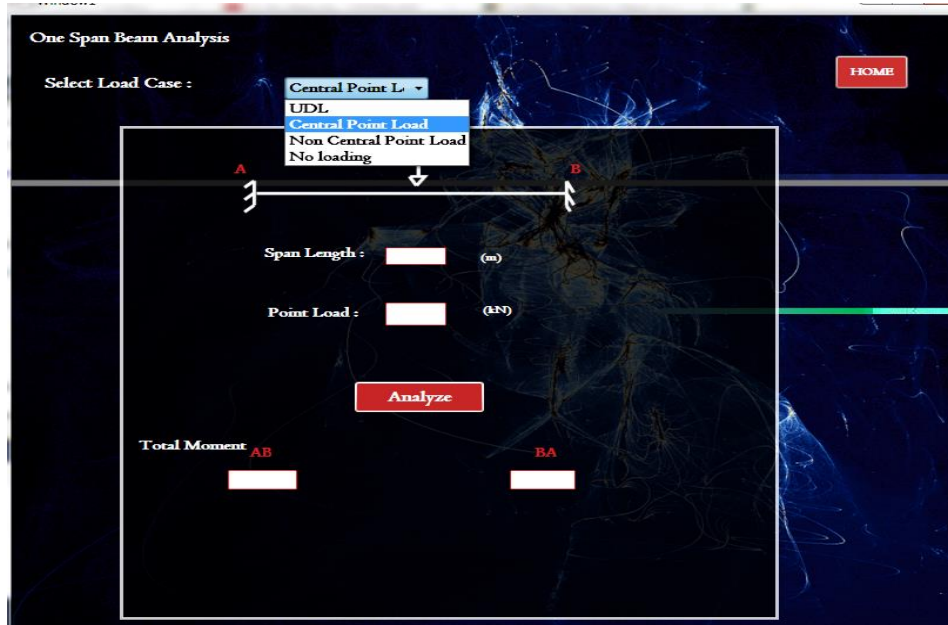 One Span Beam Analysis
HOME
Select Load Case :
Central Point L
UDL
Central Point Load
Non Central Point Load
No loading
A
B
Span Length :
(m)
Point Load :
(kN)
Analyze
Total Moment
AB
BA